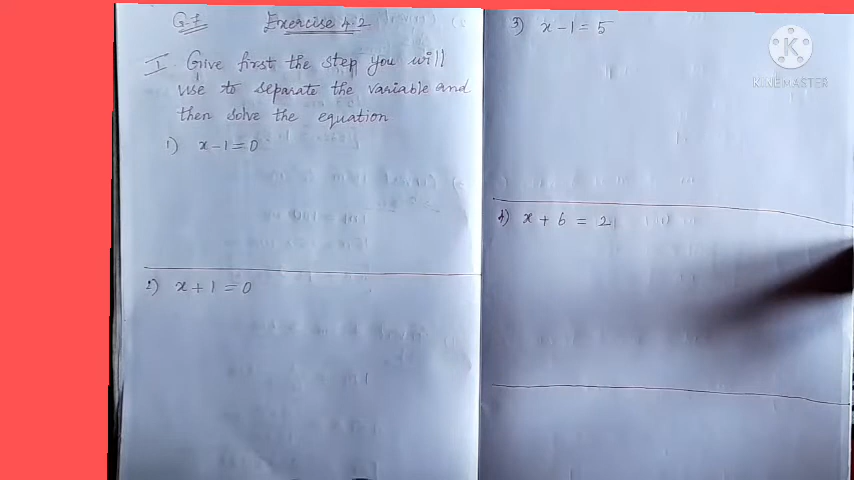 Exercise 4.2
I Give first the step you will
use to separate the variable and
then solve the equation
1) x - 1 = 0
2) x + 1 = 0
3) x - 1 = 5
4) x + 6 = 2
K
KINEMASTER